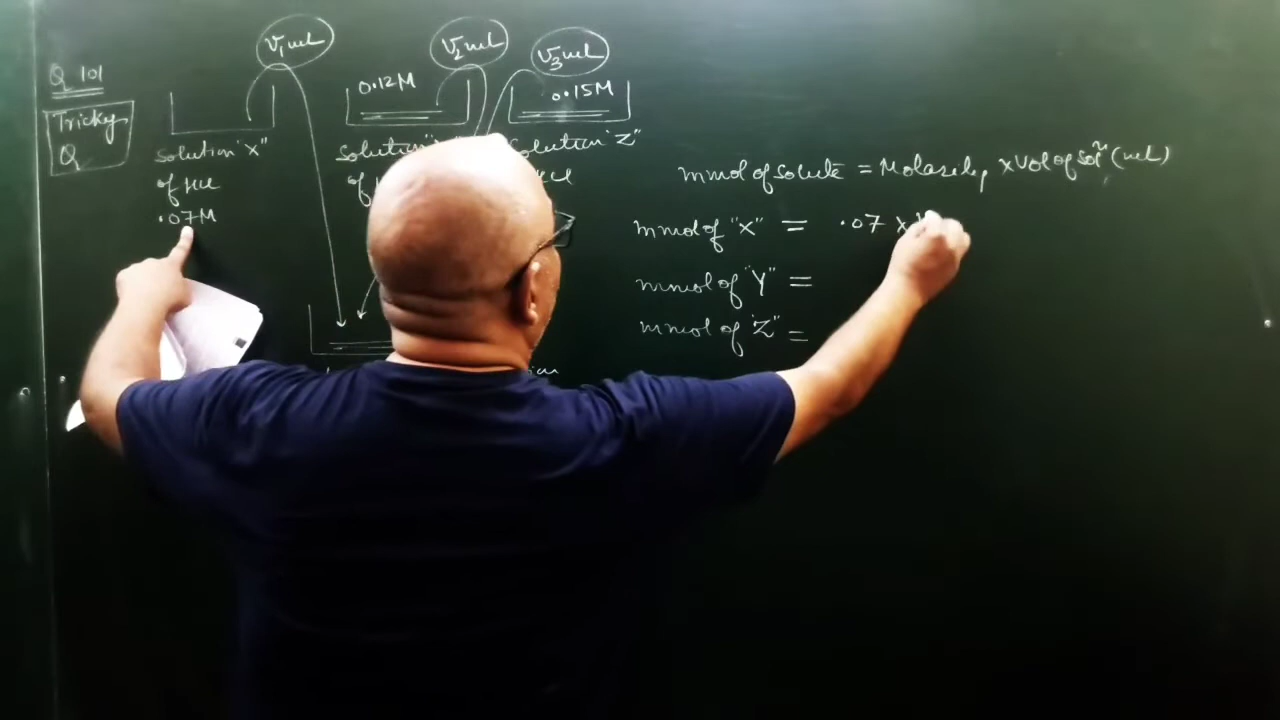 Q 101
Tricky
Q
V₁ ml
V₂ ml
V₃ ml
0.12M
0.15M
solution "X"
of HCl
.07M
solution
of
solution "Z"
mmol of solute = Molarity x Vol of solⁿ (ml)
mmol of "X" = .07 x
mmol of "Y" =
mmol of "Z" =